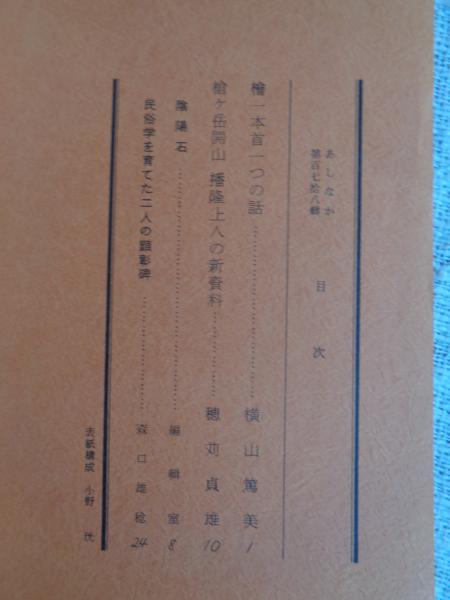 あしなか
第百七拾八輯
目次
檜一本首一つの話 横山篤美 1
槍ヶ岳開山 播隆上人の新資料 穂苅貞雄 10
陰陽石 編輯室 8
民俗学を育てた二人の顕彰碑 森口雄稔 24
表紙構成 小野